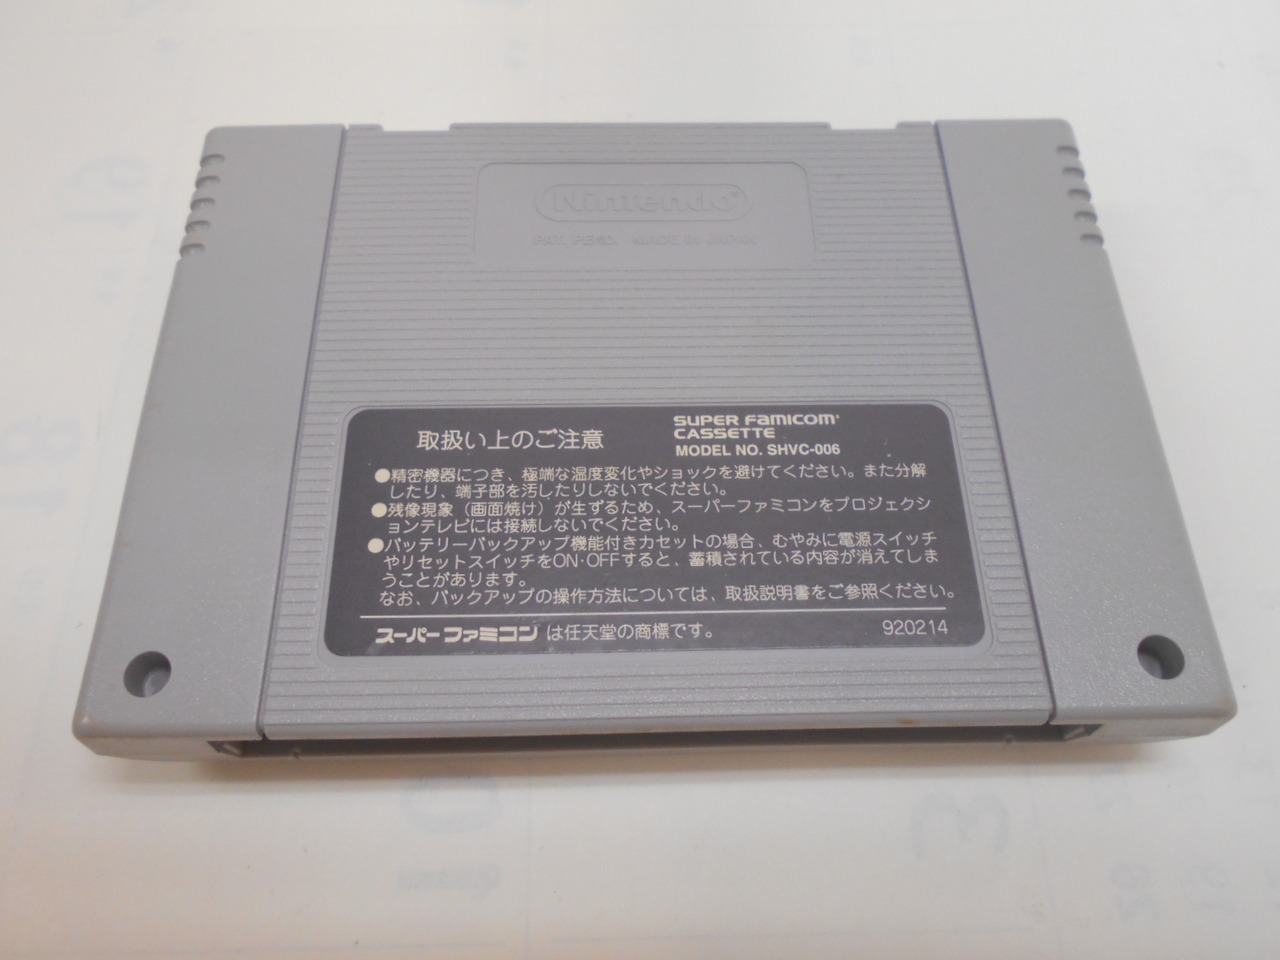 Nintendo
PAT. PEND. MADE IN JAPAN
取扱い上のご注意
SUPER FAMICOM
CASSETTE
MODEL NO. SHVC-006
●精密機器につき、極端な温度変化やショックを避けてください。また分解
したり、端子部を汚したりしないでください。
●残像現象（画面焼け）が生ずるため、スーパーファミコンをプロジェクシ
ョンテレビには接続しないでください。
●バッテリーバックアップ機能付きカセットの場合、むやみに電源スイッチ
やリセットスイッチをON・OFFすると、蓄積されている内容が消えてしま
うことがあります。
なお、バックアップの操作方法については、取扱説明書をご参照ください。
スーパーファミコンは任天堂の商標です。
920214